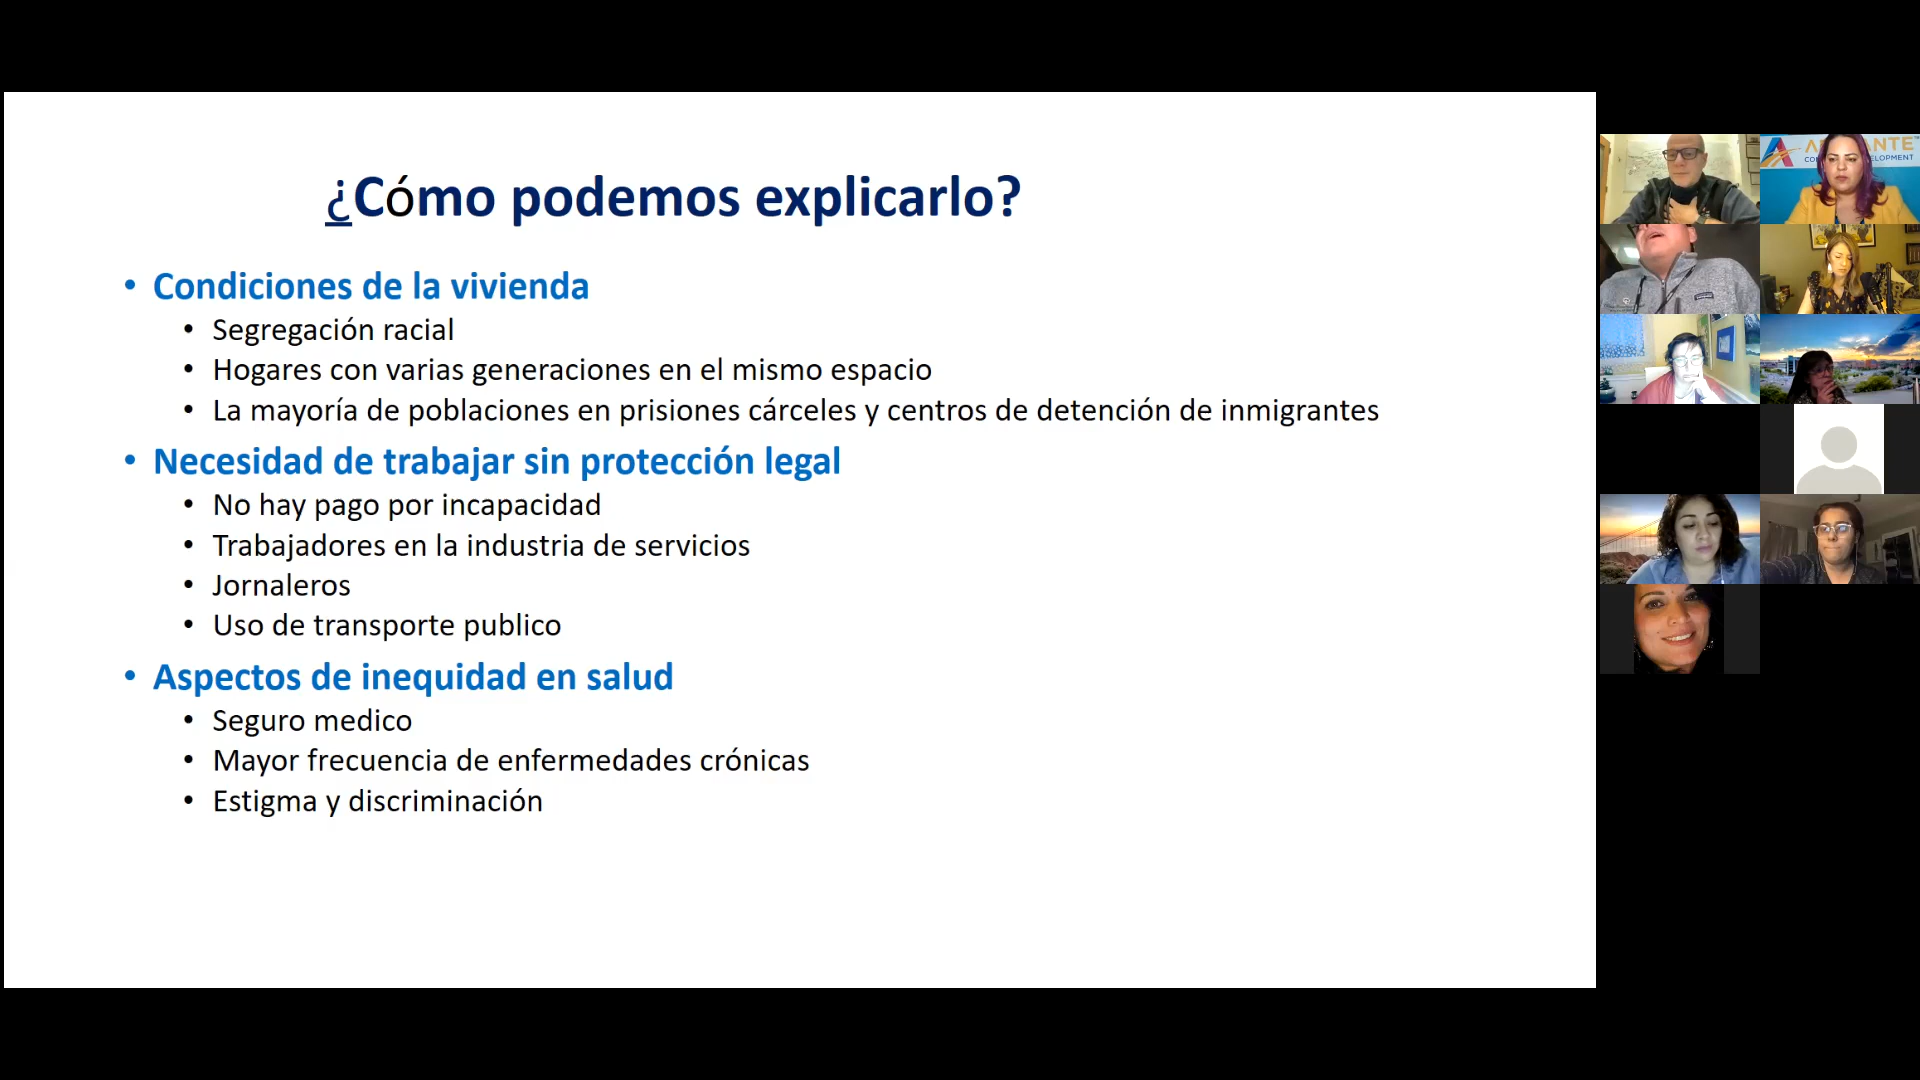 ¿Cómo podemos explicarlo?
• Condiciones de la vivienda
• Segregación racial
• Hogares con varias generaciones en el mismo espacio
• La mayoría de poblaciones en prisiones cárceles y centros de detención de inmigrantes
• Necesidad de trabajar sin protección legal
• No hay pago por incapacidad
• Trabajadores en la industria de servicios
• Jornaleros
• Uso de transporte publico
• Aspectos de inequidad en salud
• Seguro medico
• Mayor frecuencia de enfermedades crónicas
• Estigma y discriminación